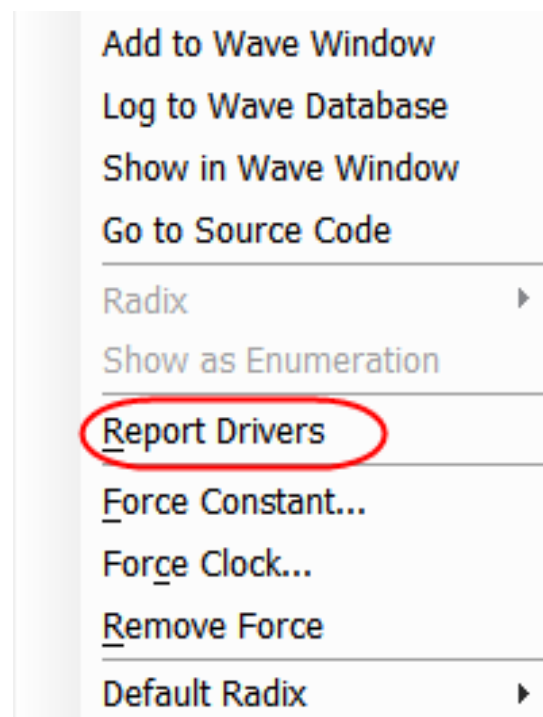 Add to Wave Window
Log to Wave Database
Show in Wave Window
Go to Source Code
Radix
Show as Enumeration
Report Drivers
Force Constant...
Force Clock...
Remove Force
Default Radix